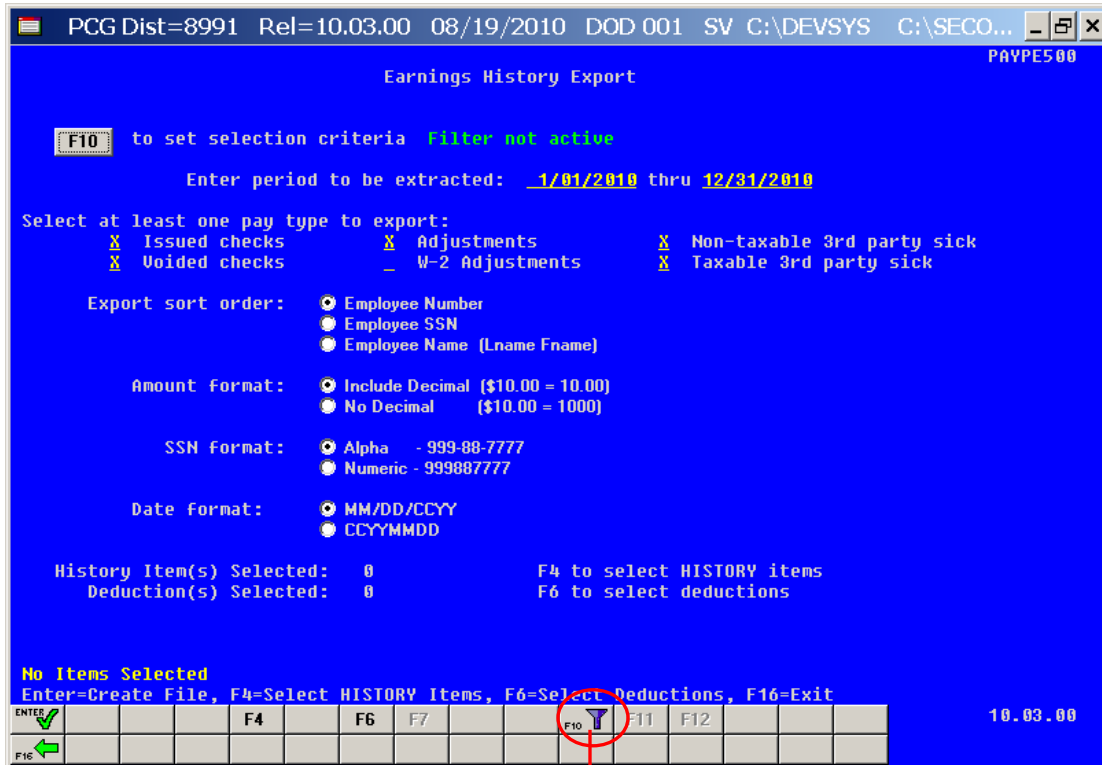 PCG Dist=8991 Rel=10.03.00 08/19/2010 DOD 001 SV C:\DEVSYS C:\SECO...
PAYPE500
Earnings History Export
F10 to set selection criteria Filter not active
Enter period to be extracted: _1/01/2010 thru 12/31/2010
Select at least one pay type to export:
X Issued checks X Adjustments X Non-taxable 3rd party sick
X Voided checks _ W-2 Adjustments X Taxable 3rd party sick
Export sort order: Employee Number
Employee SSN
Employee Name (Lname Fname)
Amount format: Include Decimal ($10.00 = 10.00)
No Decimal ($10.00 = 1000)
SSN format: Alpha - 999-88-7777
Numeric - 999887777
Date format: MM/DD/CCYY
CCYYMMDD
History Item(s) Selected: 0 F4 to select HISTORY items
Deduction(s) Selected: 0 F6 to select deductions
No Items Selected
Enter=Create File, F4=Select HISTORY Items, F6=Select Deductions, F16=Exit
ENTER F4 F6 F7 F10 F11 F12 10.03.00
F16